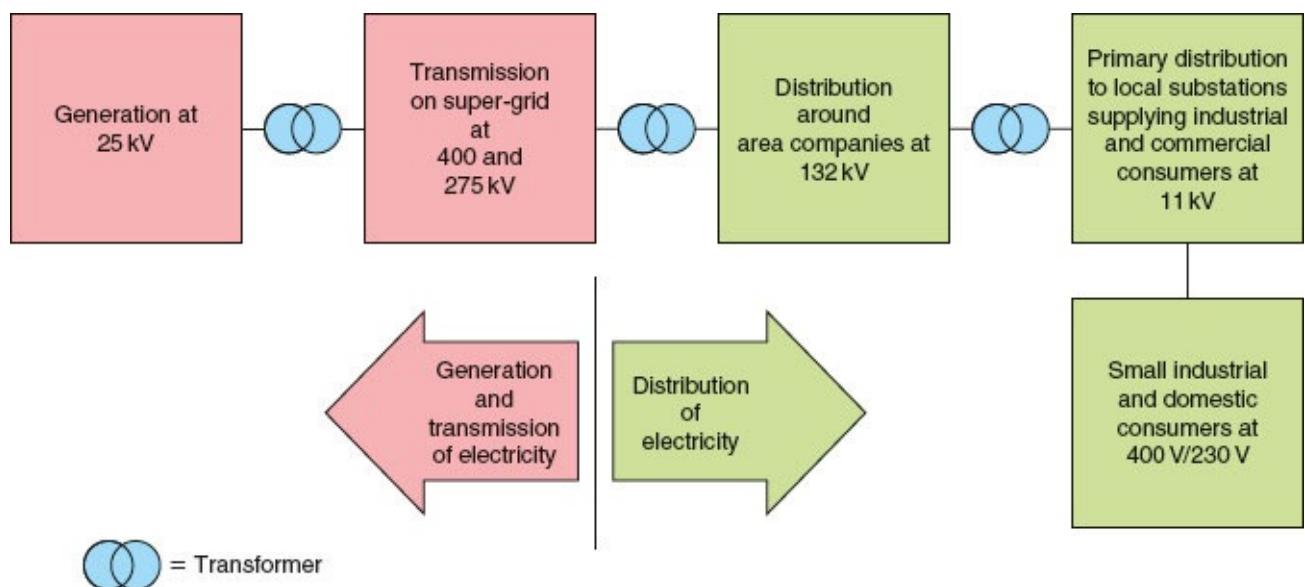 Generation at
25 kV
Transmission
on super-grid
at
400 and
275 kV
Distribution
around
area companies at
132 kV
Primary distribution
to local substations
supplying industrial
and commercial
consumers at
11 kV
Generation
and
transmission
of electricity
Distribution
of
electricity
Small industrial
and domestic
consumers at
400 V/230 V
= Transformer